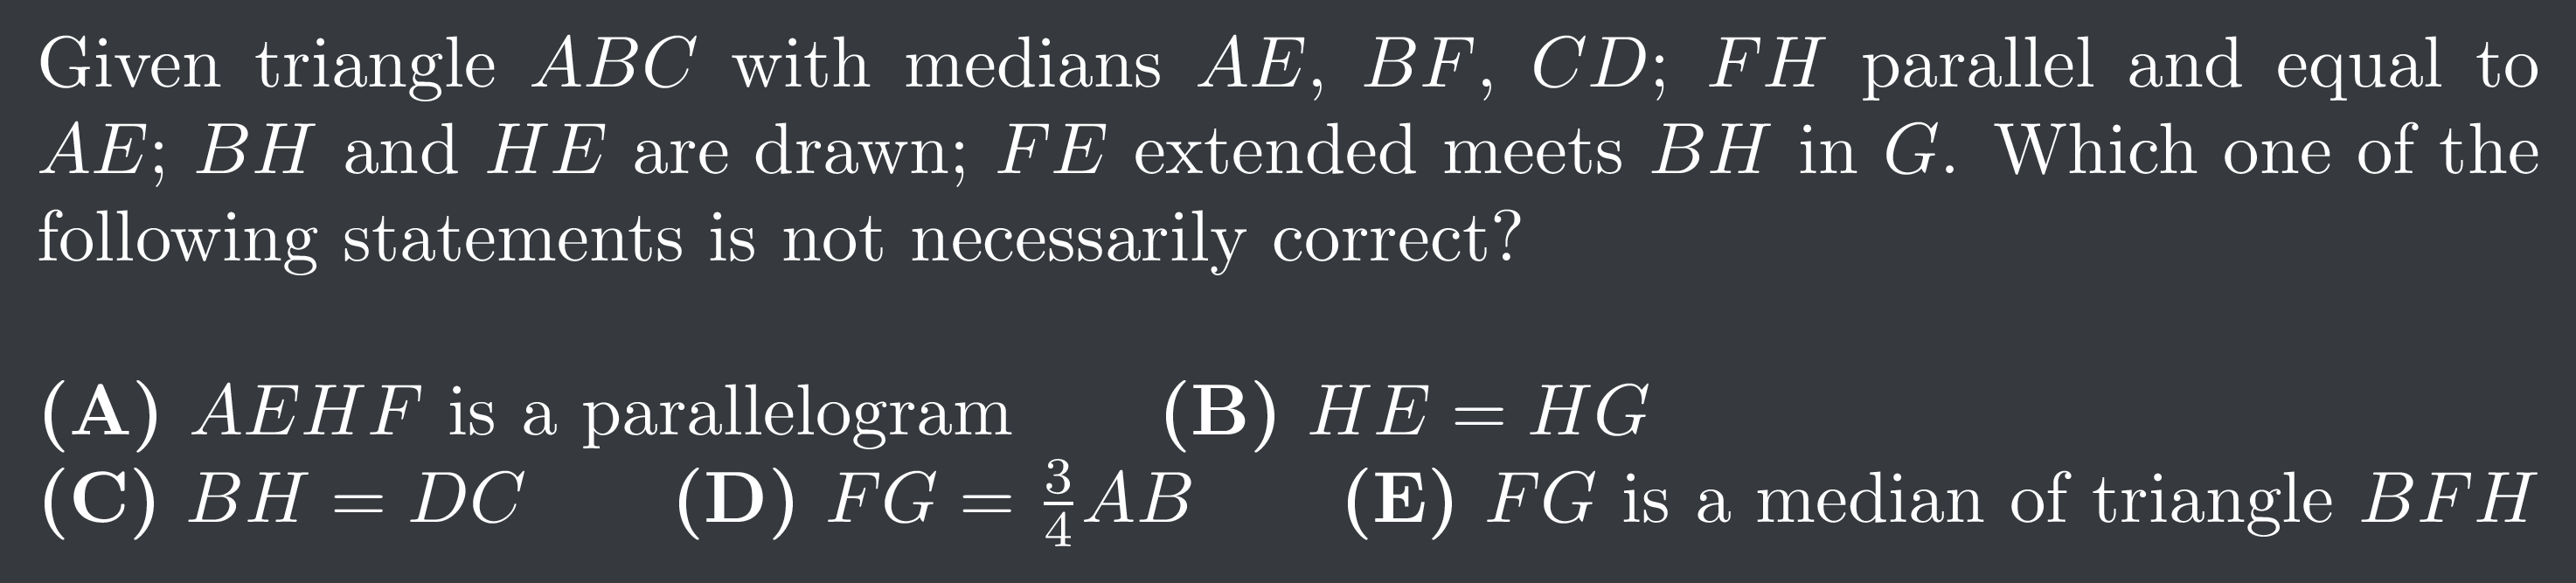 Given triangle ABC with medians AE, BF, CD; FH parallel and equal to
AE; BH and HE are drawn; FE extended meets BH in G. Which one of the
following statements is not necessarily correct?
(A) AEHF is a parallelogram (B) HE = HG
(C) BH = DC (D) FG = \frac{3}{4}AB (E) FG is a median of triangle BFH